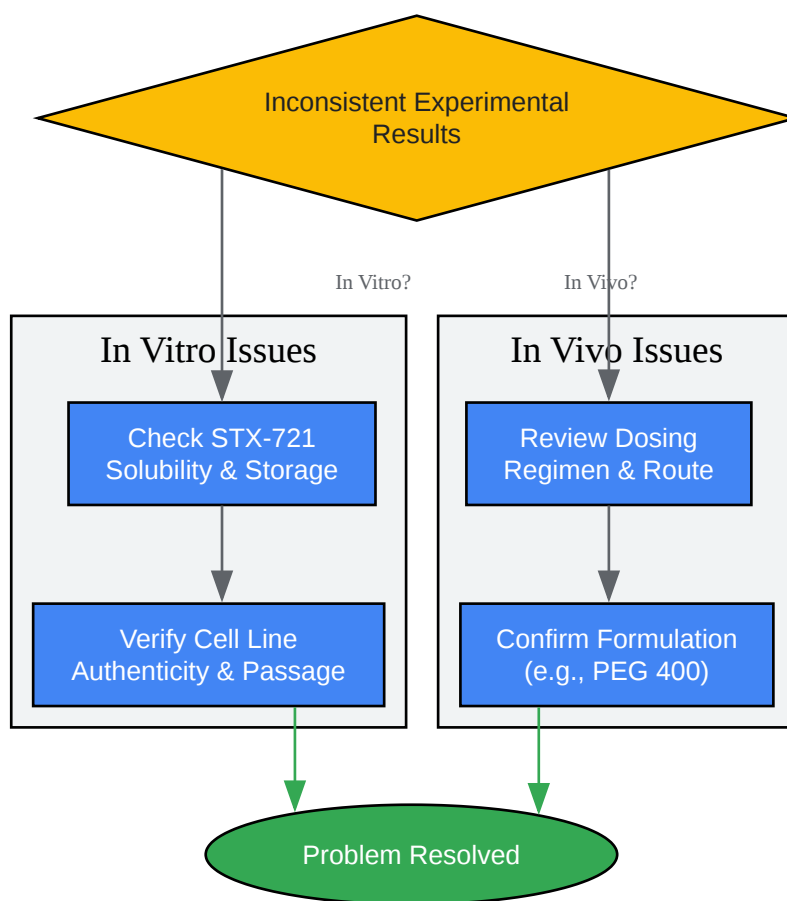 Inconsistent Experimental
Results
In Vitro?
In Vivo?
In Vitro Issues
In Vivo Issues
Check STX-721
Solubility & Storage
Review Dosing
Regimen & Route
Verify Cell Line
Authenticity & Passage
Confirm Formulation
(e.g., PEG 400)
Problem Resolved